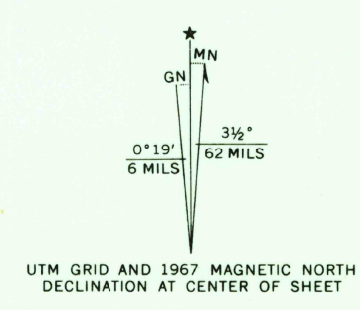 ★
MN
GN
0°19'
6 MILS
3½°
62 MILS
UTM GRID AND 1967 MAGNETIC NORTH
DECLINATION AT CENTER OF SHEET